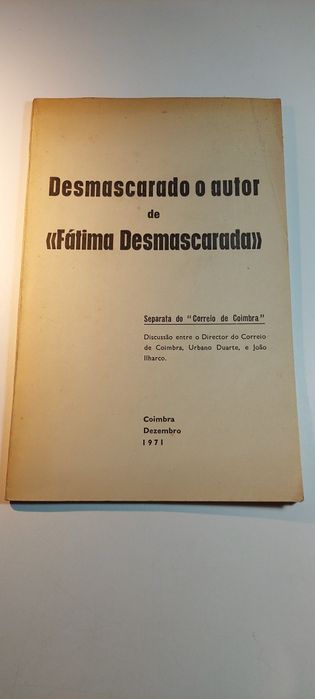 Desmascarado o autor
de
«Fátima Desmascarada»
Separata do "Correio de Coimbra"
Discussão entre o Director do Correio
de Coimbra, Urbano Duarte, e João
Ilharco.
Coimbra
Dezembro
1971